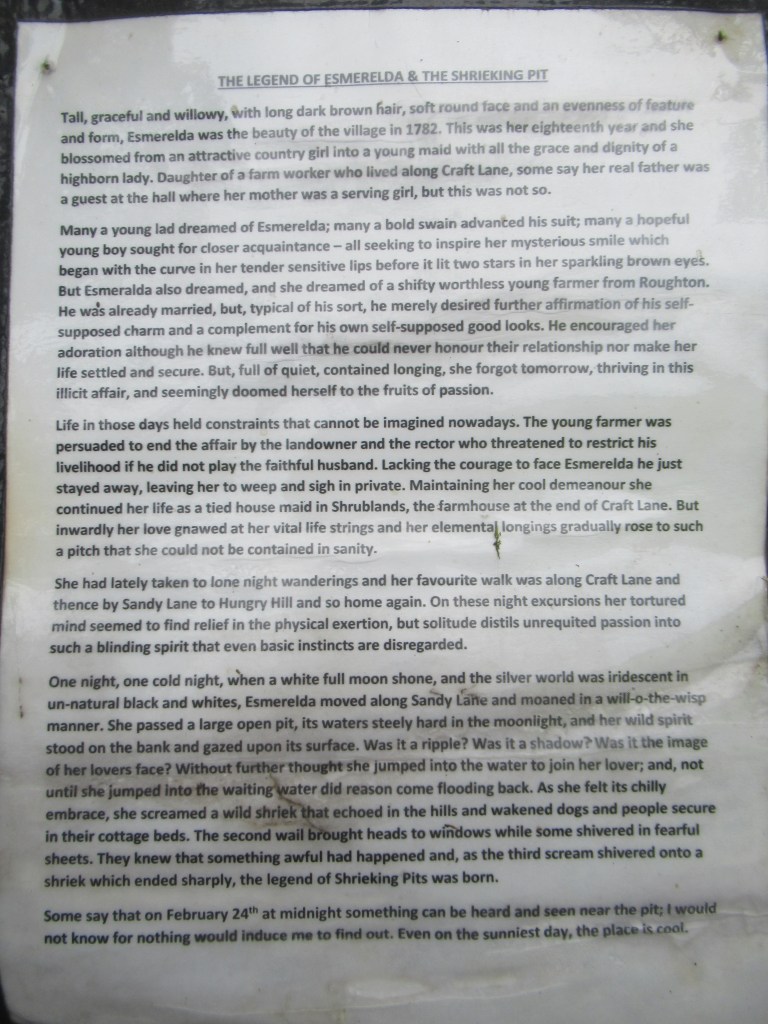 THE LEGEND OF ESMERELDA & THE SHRIEKING PIT
Tall, graceful and willowy, with long dark brown hair, soft round face and an evenness of feature
and form, Esmerelda was the beauty of the village in 1782. This was her eighteenth year and she
blossomed from an attractive country girl into a young maid with all the grace and dignity of a
highborn lady. Daughter of a farm worker who lived along Craft Lane, some say her real father was
a guest at the hall where her mother was a serving girl, but this was not so.
Many a young lad dreamed of Esmerelda; many a bold swain advanced his suit; many a hopeful
young boy sought for closer acquaintance – all seeking to inspire her mysterious smile which
began with the curve in her tender sensitive lips before it lit two stars in her sparkling brown eyes.
But Esmeralda also dreamed, and she dreamed of a shifty worthless young farmer from Roughton.
He was already married, but, typical of his sort, he merely desired further affirmation of his self-
supposed charm and a complement for his own self-supposed good looks. He encouraged her
adoration although he knew full well that he could never honour their relationship nor make her
life settled and secure. But, full of quiet, contained longing, she forgot tomorrow, thriving in this
illicit affair, and seemingly doomed herself to the fruits of passion.
Life in those days held constraints that cannot be imagined nowadays. The young farmer was
persuaded to end the affair by the landowner and the rector who threatened to restrict his
livelihood if he did not play the faithful husband. Lacking the courage to face Esmerelda he just
stayed away, leaving her to weep and sigh in private. Maintaining her cool demeanour she
continued her life as a tied house maid in Shrublands, the farmhouse at the end of Craft Lane. But
inwardly her love gnawed at her vital life strings and her elemental longings gradually rose to such
a pitch that she could not be contained in sanity.
She had lately taken to lone night wanderings and her favourite walk was along Craft Lane and
thence by Sandy Lane to Hungry Hill and so home again. On these night excursions her tortured
mind seemed to find relief in the physical exertion, but solitude distils unrequited passion into
such a blinding spirit that even basic instincts are disregarded.
One night, one cold night, when a white full moon shone, and the silver world was iridescent in
un-natural black and whites, Esmerelda moved along Sandy Lane and moaned in a will-o-the-wisp
manner. She passed a large open pit, its waters steely hard in the moonlight, and her wild spirit
stood on the bank and gazed upon its surface. Was it a ripple? Was it a shadow? Was it the image
of her lovers face? Without further thought she jumped into the water to join her lover; and, not
until she jumped into the waiting water did reason come flooding back. As she felt its chilly
embrace, she screamed a wild shriek that echoed in the hills and wakened dogs and people secure
in their cottage beds. The second wail brought heads to windows while some shivered in fearful
sheets. They knew that something awful had happened and, as the third scream shivered onto a
shriek which ended sharply, the legend of Shrieking Pits was born.
Some say that on February 24th at midnight something can be heard and seen near the pit; I would
not know for nothing would induce me to find out. Even on the sunniest day, the place is cool.